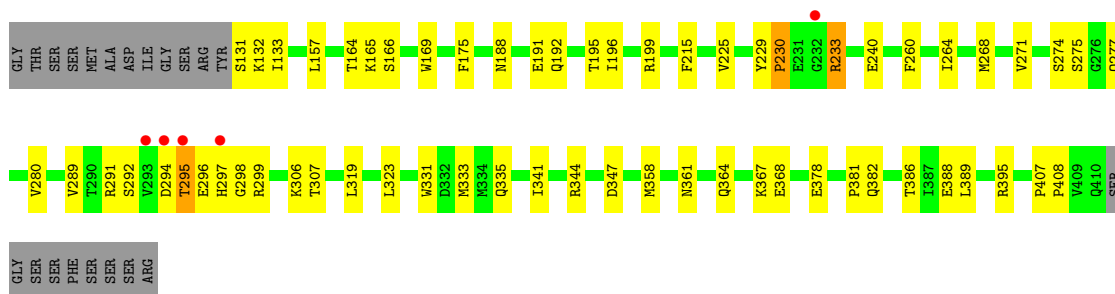 GLY THR SER SER MET ALA ASP ILE GLY SER ARG TYR S131 K132 I133 L157 T164 K165 S166 W169 F175 N188 E191 Q192 T195 I196 R199 F215 V225 Y229 P230 E231 G232 R233 E240 F260 I264 M268 V271 S274 S275 G276
V280 V289 T290 R291 S292 V293 D294 T295 E296 H297 G298 R299 K306 T307 L319 L323 W331 D332 M333 M334 Q335 I341 R344 D347 M358 N361 Q364 K367 E368 E378 P381 Q382 T386 I387 E388 L389 R395 P407 P408 V409 Q410 SER
GLY SER SER PHE SER SER SER ARG